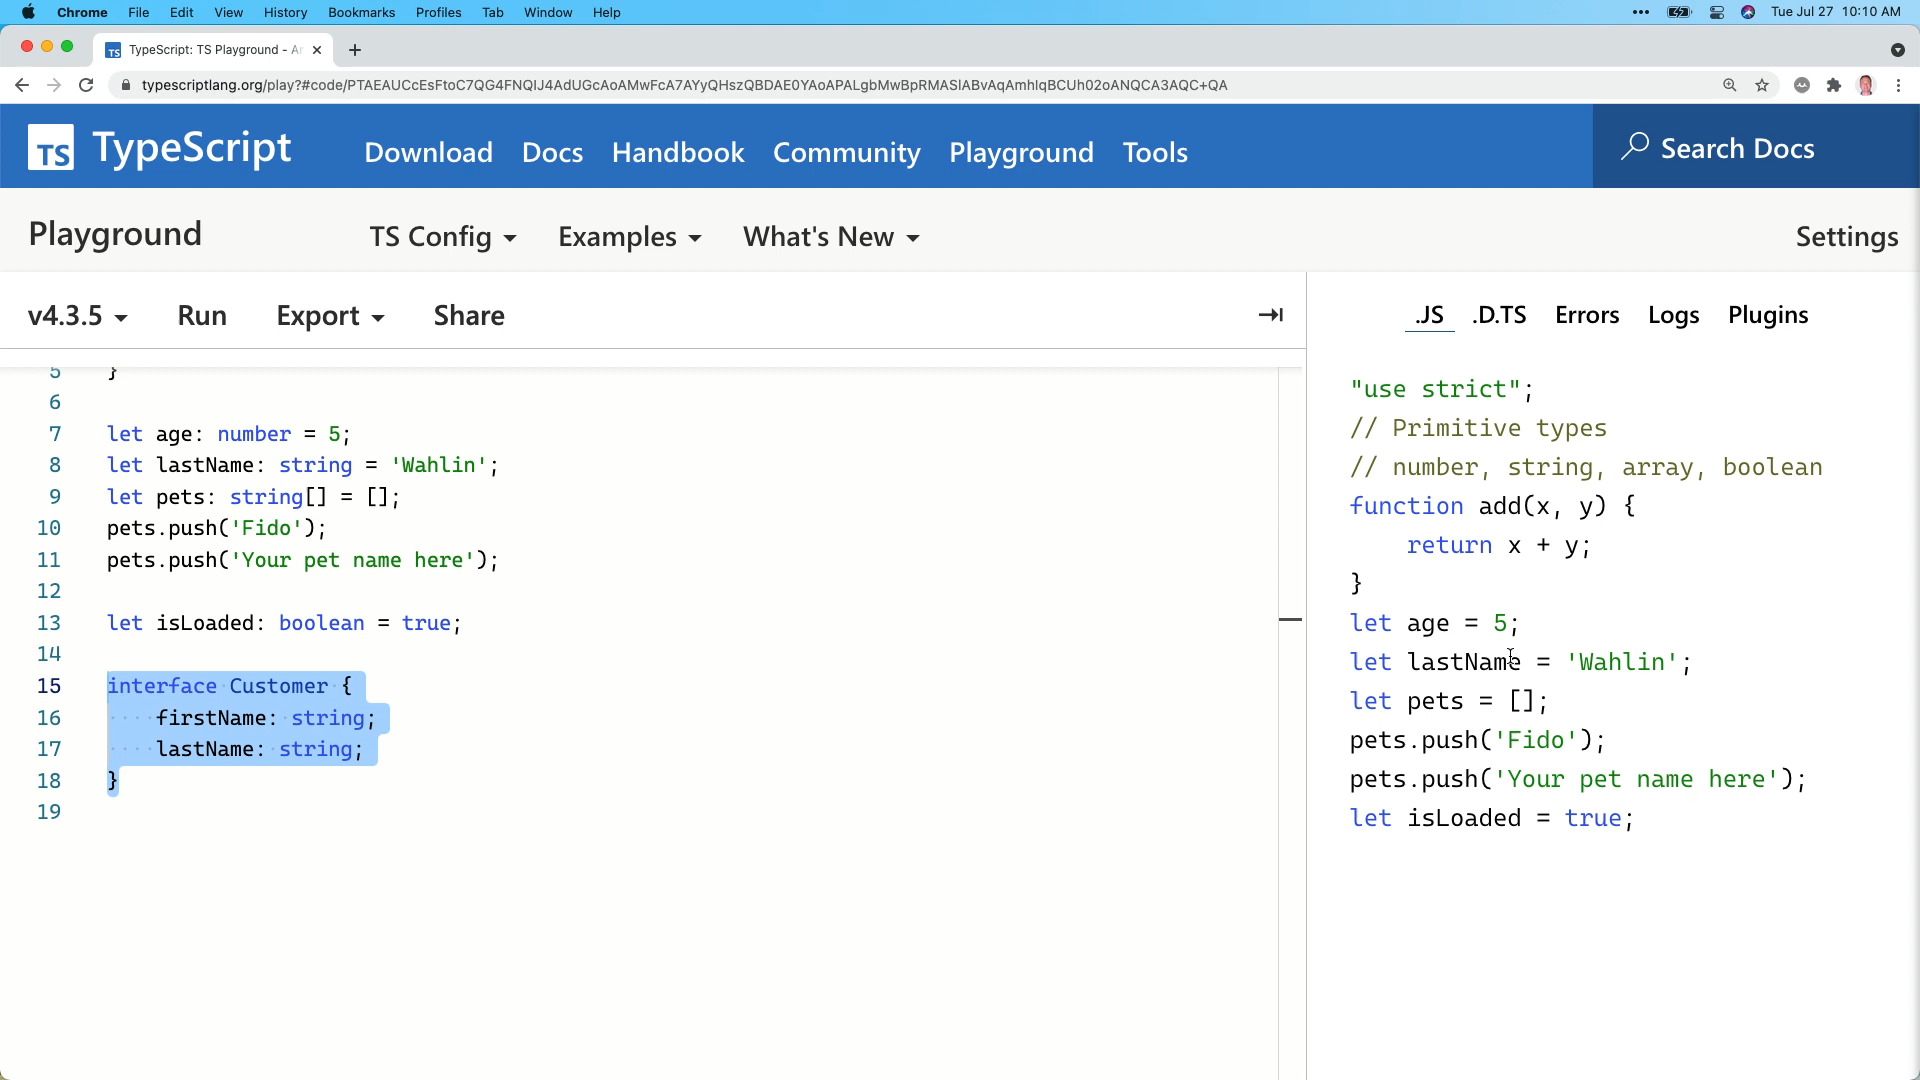 Chrome File Edit View History Bookmarks Profiles Tab Window Help Tue Jul 27 10:10 AM
TypeScript: TS Playground - Ar
typescriptlang.org/play?#code/PTAEAUCcEsFtoC7QG4FNQIJ4AdUGcAoAMwFcA7AYyQHszQBDAE0YAoAPALgbMwBpRMASIABvAqAmhIqBCUh02oANQCA3AQC+QA
TS TypeScript Download Docs Handbook Community Playground Tools Search Docs
Playground TS Config Examples What's New Settings
v4.3.5 Run Export Share
.JS .D.TS Errors Logs Plugins
5 }
6
7 let age: number = 5;
8 let lastName: string = 'Wahlin';
9 let pets: string[] = [];
10 pets.push('Fido');
11 pets.push('Your pet name here');
12
13 let isLoaded: boolean = true;
14
15 interface Customer {
16 firstName: string;
17 lastName: string;
18 }
19
"use strict";
// Primitive types
// number, string, array, boolean
function add(x, y) {
return x + y;
}
let age = 5;
let lastName = 'Wahlin';
let pets = [];
pets.push('Fido');
pets.push('Your pet name here');
let isLoaded = true;